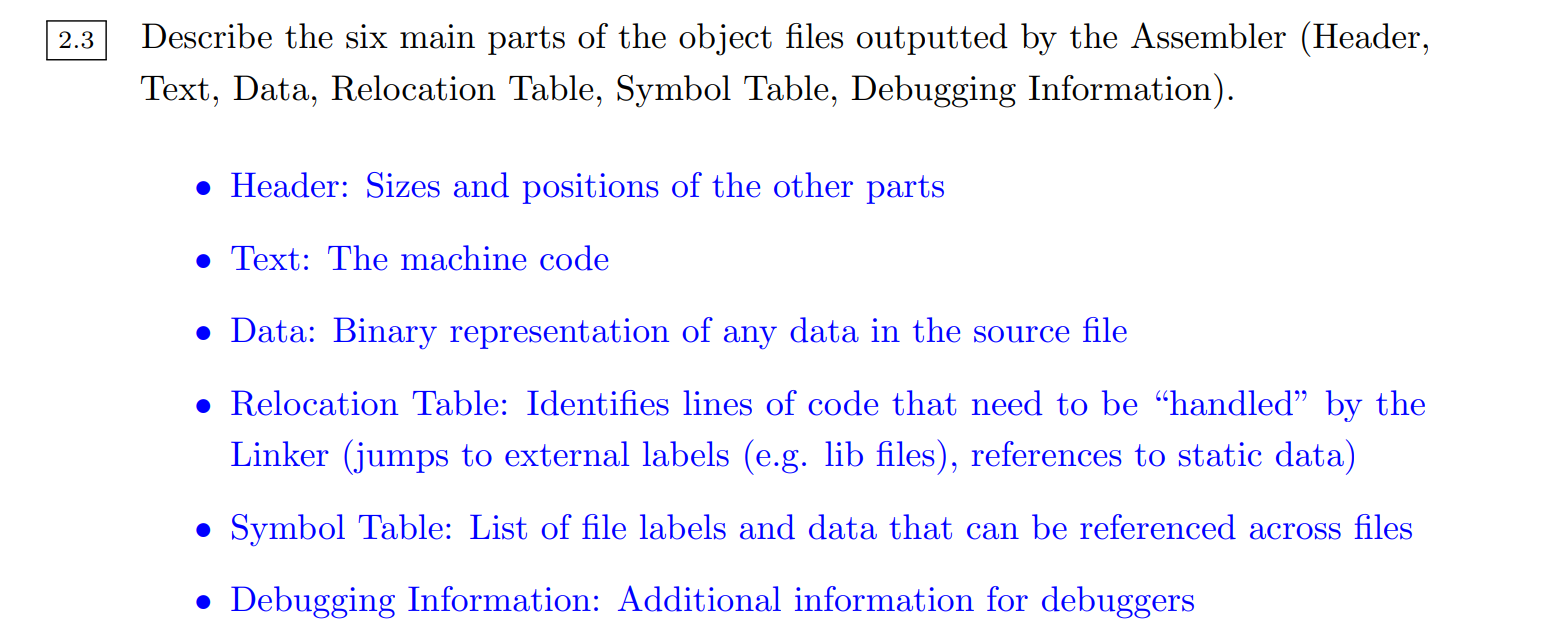 2.3 Describe the six main parts of the object files outputted by the Assembler (Header,
Text, Data, Relocation Table, Symbol Table, Debugging Information).
• Header: Sizes and positions of the other parts
• Text: The machine code
• Data: Binary representation of any data in the source file
• Relocation Table: Identifies lines of code that need to be “handled” by the
Linker (jumps to external labels (e.g. lib files), references to static data)
• Symbol Table: List of file labels and data that can be referenced across files
• Debugging Information: Additional information for debuggers